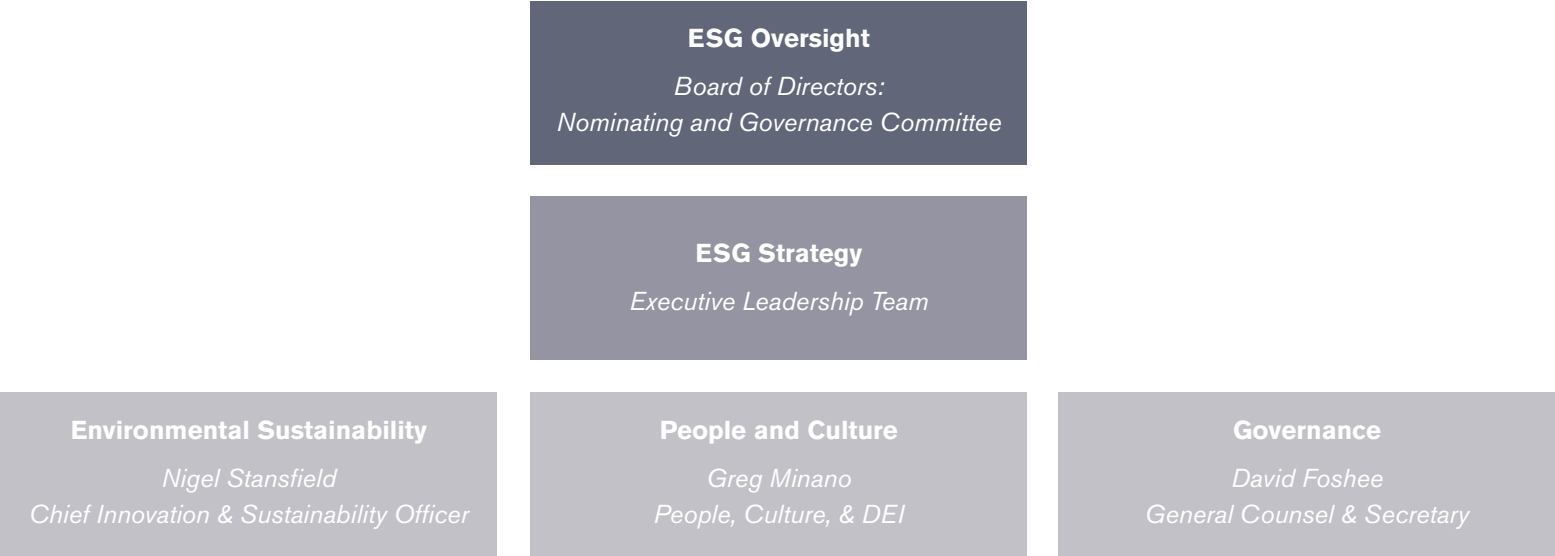 ESG Oversight
Board of Directors:
Nominating and Governance Committee
ESG Strategy
Executive Leadership Team
Environmental Sustainability
Nigel Stansfield
Chief Innovation & Sustainability Officer
People and Culture
Greg Minano
People, Culture, & DEI
Governance
David Foshee
General Counsel & Secretary